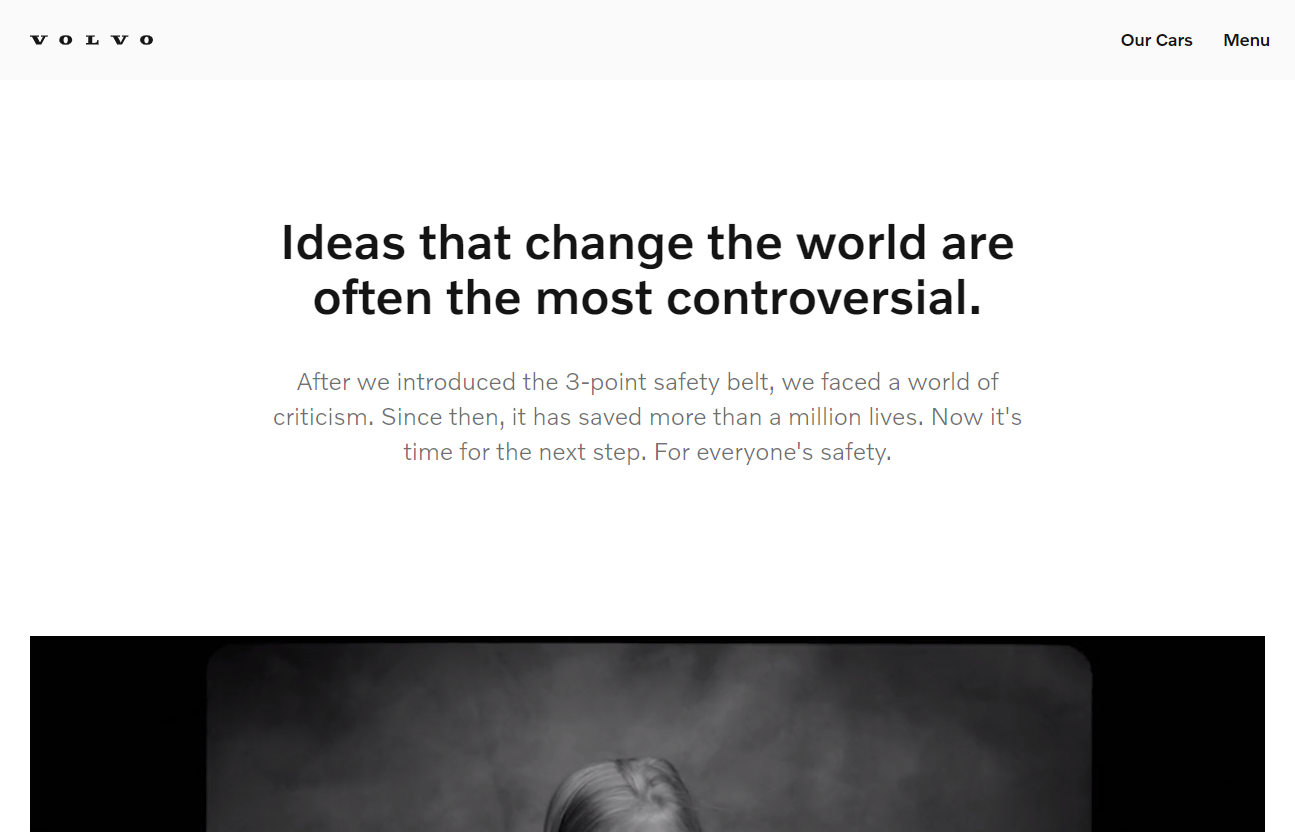 VOLVO
Our Cars
Menu
Ideas that change the world are
often the most controversial.
After we introduced the 3-point safety belt, we faced a world of
criticism. Since then, it has saved more than a million lives. Now it's
time for the next step. For everyone's safety.